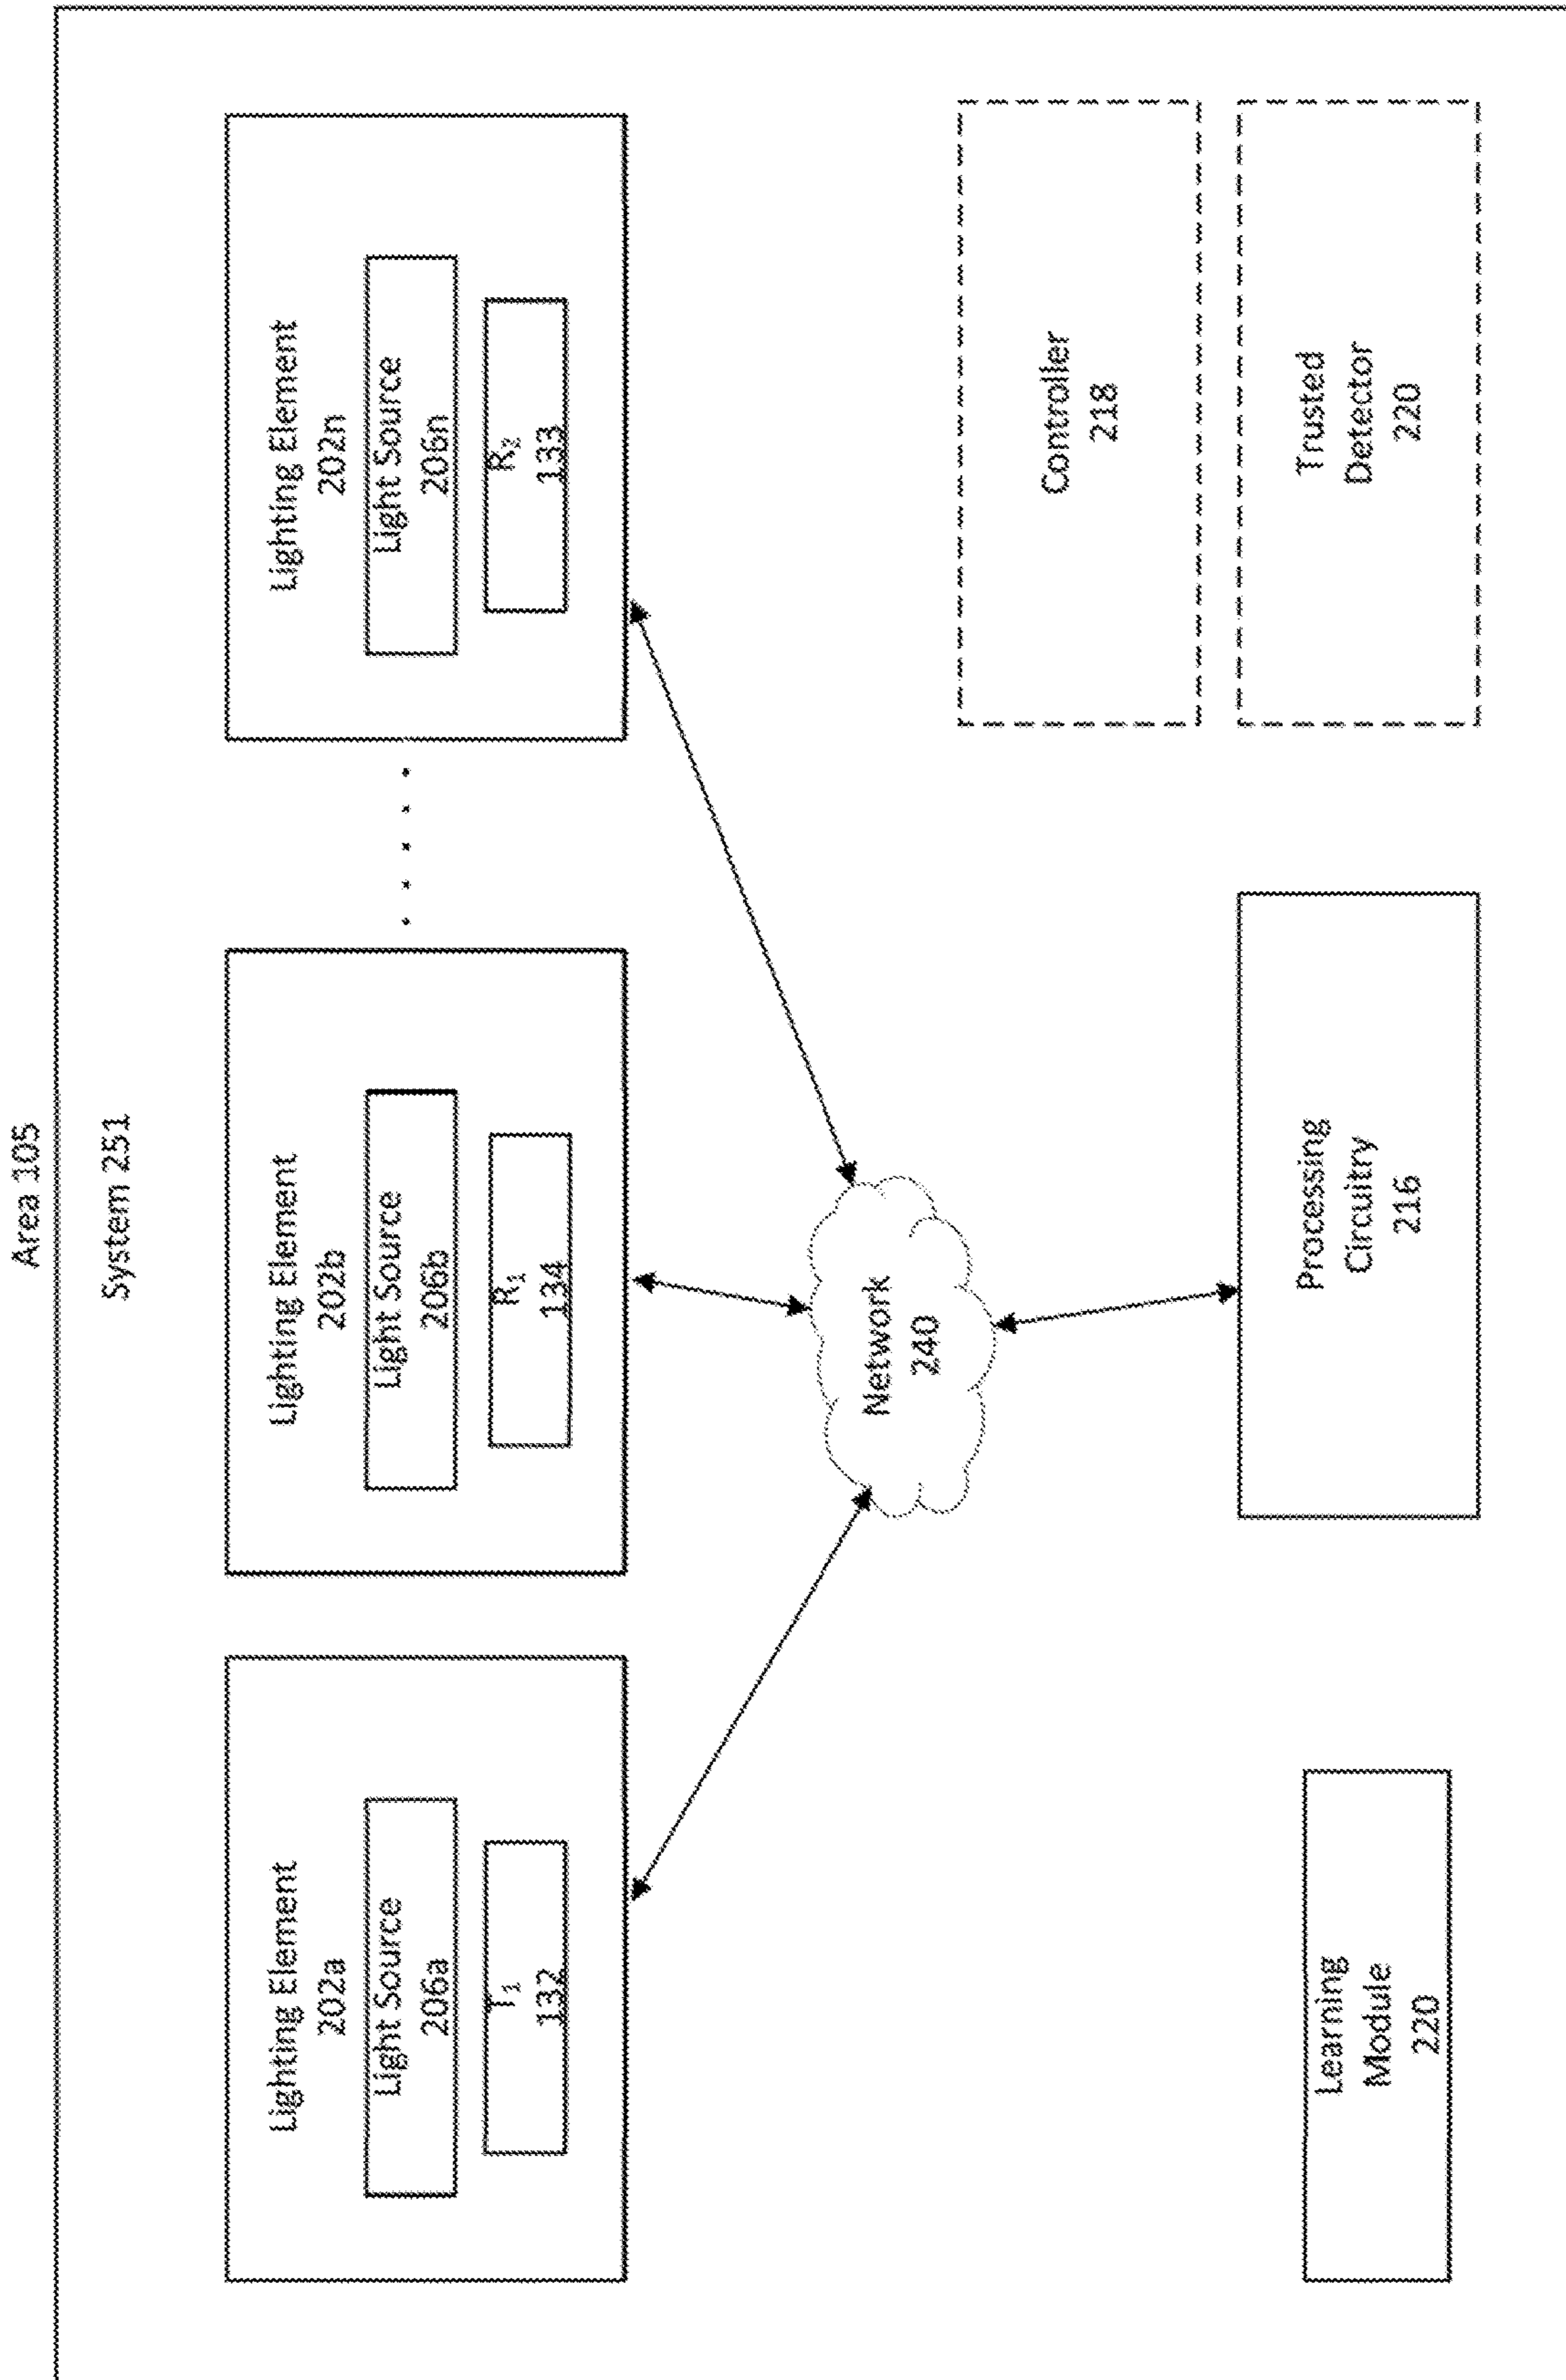 Area 105
System 251
Lighting Element
202a
Light Source
206a
T₁
132
Lighting Element
202b
Light Source
206b
R₁
134
. . . . .
Lighting Element
202n
Light Source
206n
R₂
133
Network
240
Controller
218
Learning
Module
220
Processing
Circuitry
216
Trusted
Detector
220